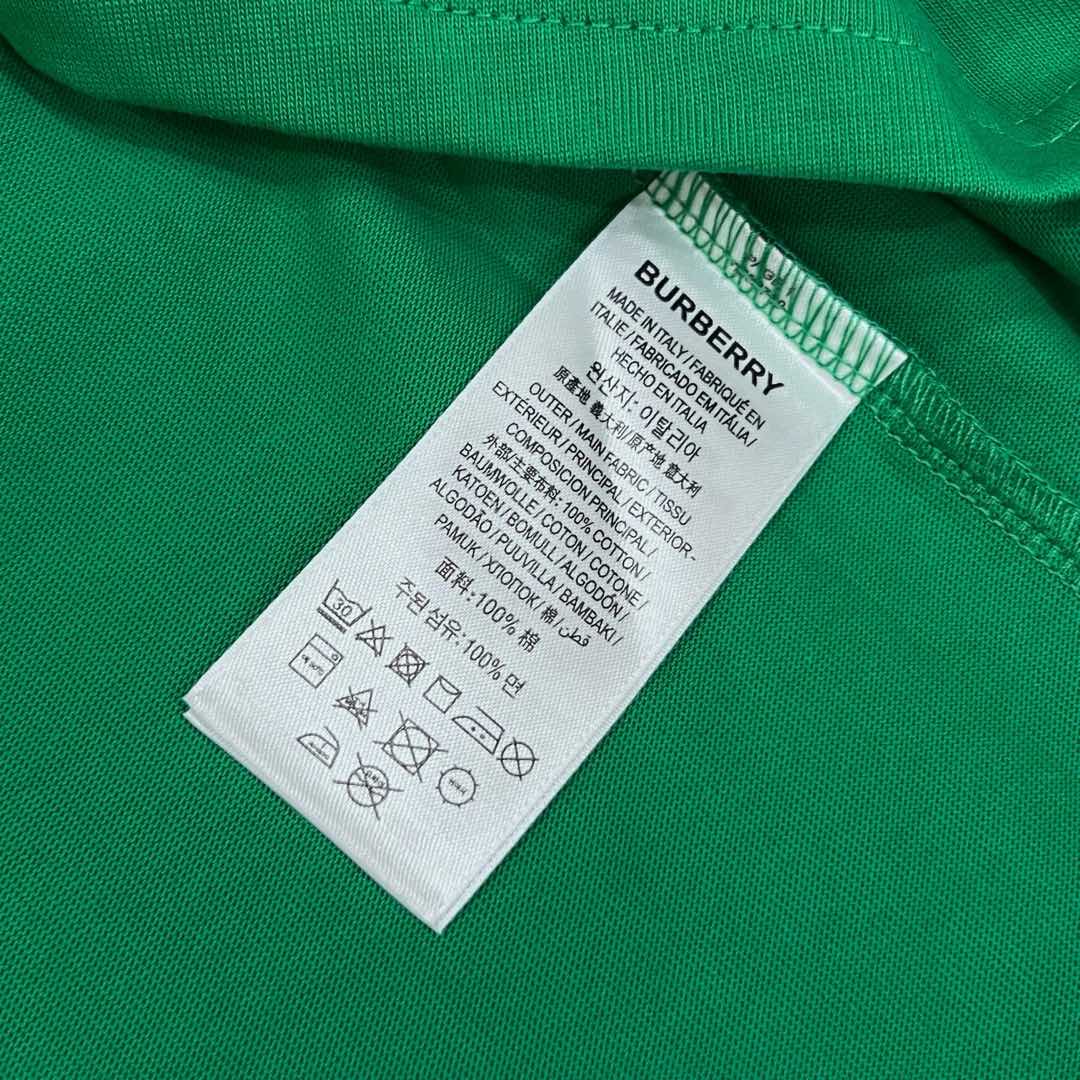 BURBERRY
MADE IN ITALY / FABRIQUÉ EN
ITALIE / FABRICADO EM ITÁLIA /
HECHO EN ITALIA
원산지: 이탈리아
原產地 義大利/原产地 意大利
OUTER / MAIN FABRIC / TISSU
EXTÉRIEUR / PRINCIPAL / EXTERIOR-
COMPOSICION PRINCIPAL /
外部/主要布料: 100% COTTON /
BAUMWOLLE / COTON / COTONE /
KATOEN / BOMULL / ALGODÓN /
ALGODÃO / PUUVILLA / BAMBAKI /
PAMUK / ХЛОПОК / 棉 / قطن
面料: 100% 棉
주된 섬유: 100% 면
30